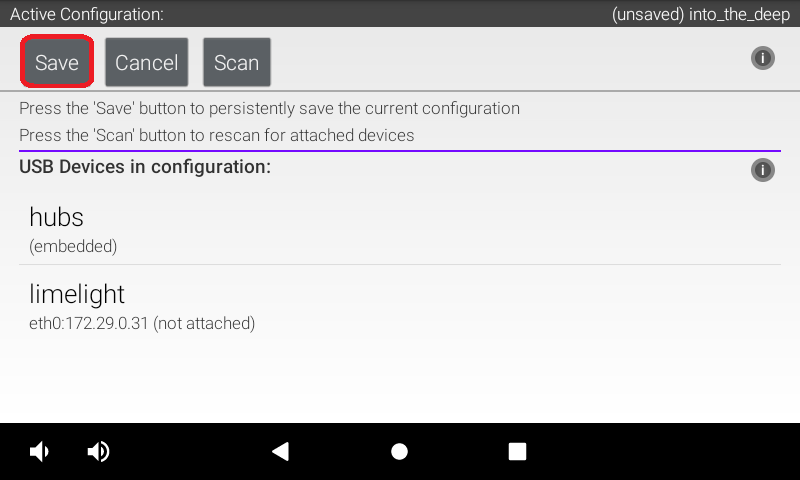 Active Configuration: (unsaved) into_the_deep
Save Cancel Scan
Press the 'Save' button to persistently save the current configuration
Press the 'Scan' button to rescan for attached devices
USB Devices in configuration:
hubs
(embedded)
limelight
eth0:172.29.0.31 (not attached)